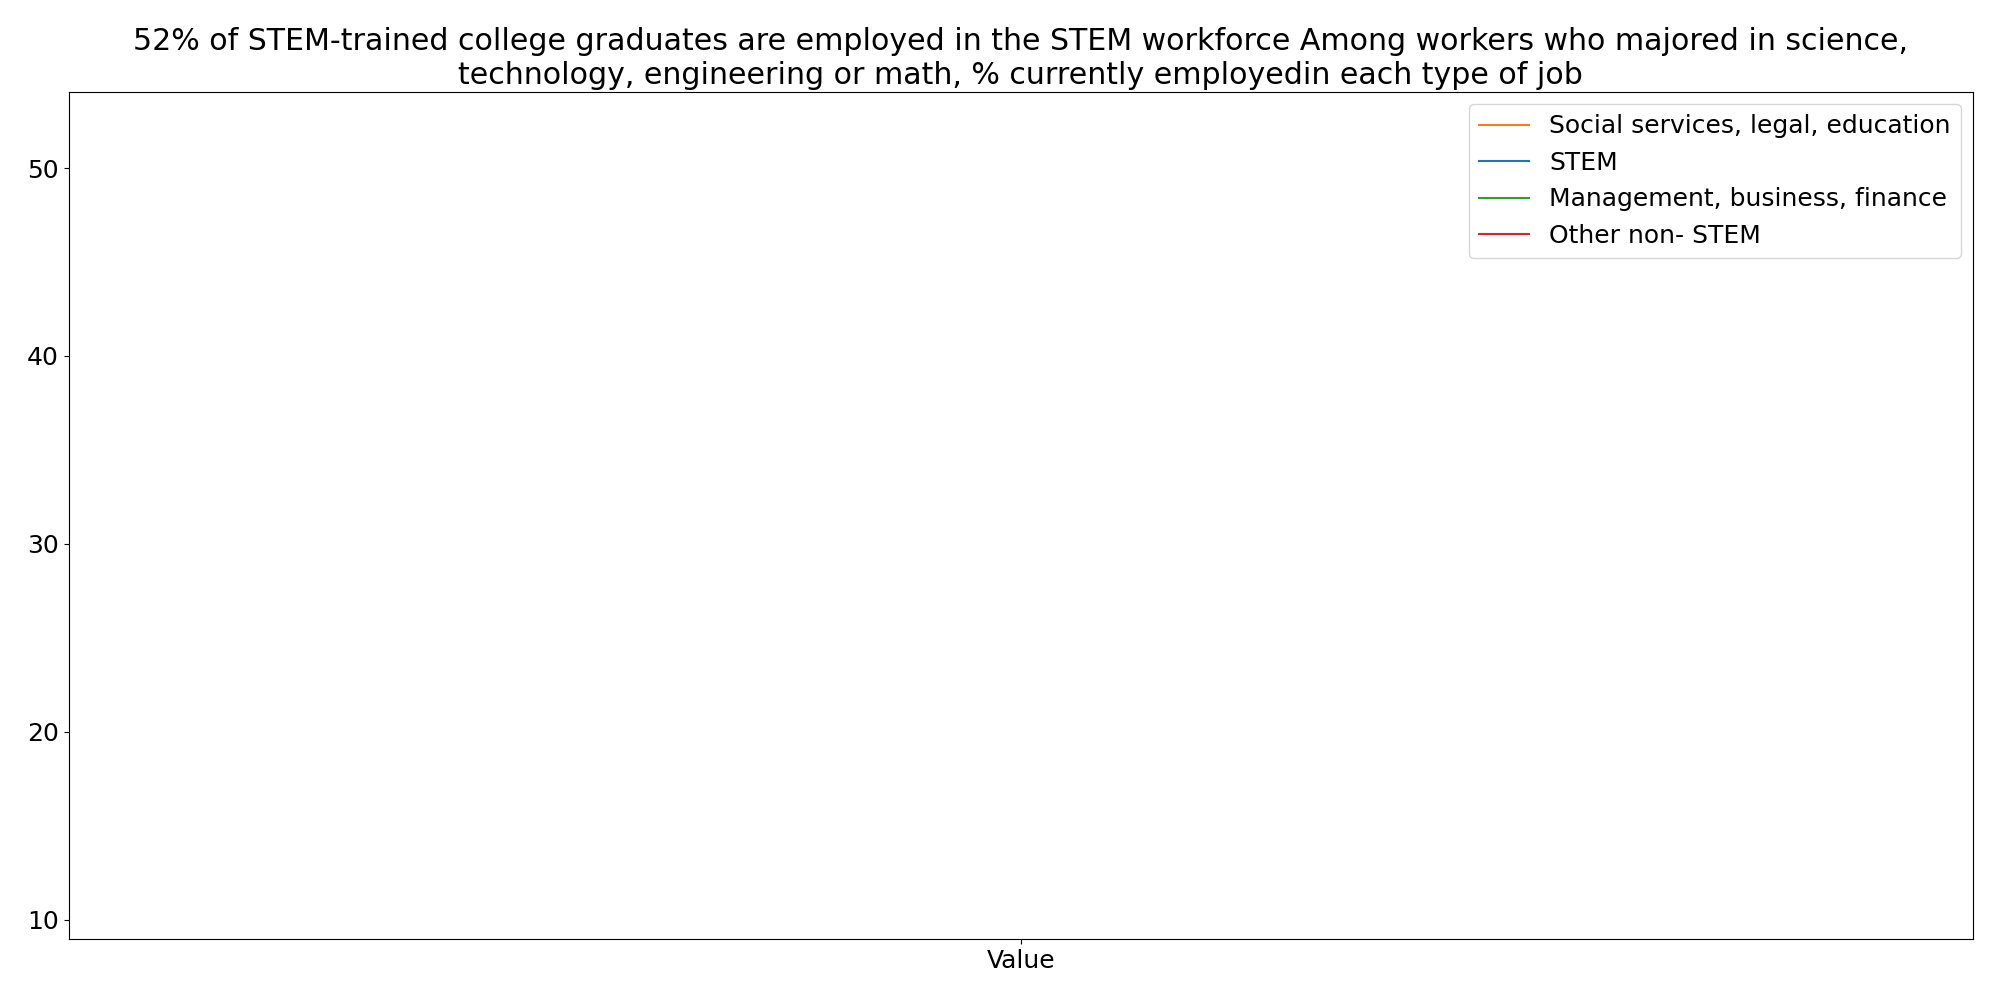 52% of STEM-trained college graduates are employed in the STEM workforce Among workers who majored in science,
technology, engineering or math, % currently employedin each type of job
Social services, legal, education
STEM
Management, business, finance
Other non- STEM
50
40
30
20
10
Value